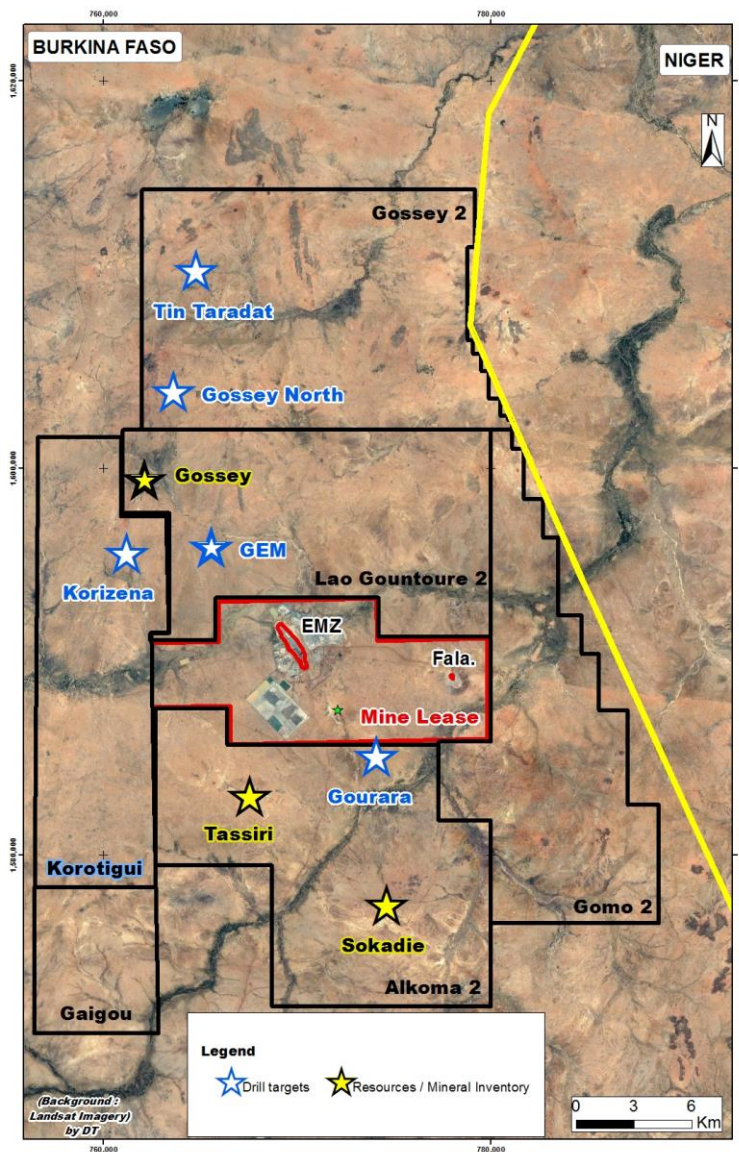 760,000
780,000
BURKINA FASO
NIGER
1,620,000
N
Gossey 2
Tin Taradat
Gossey North
1,600,000
Gossey
GEM
Korizena
Lao Gountoure 2
EMZ
Fala.
Mine Lease
Gourara
Tassiri
1,580,000
Korotigui
Gomo 2
Sokadie
Alkoma 2
Gaigou
Legend
Drill targets
Resources / Mineral Inventory
(Background :
Landsat Imagery)
by DT
0 3 6
Km
760,000
780,000